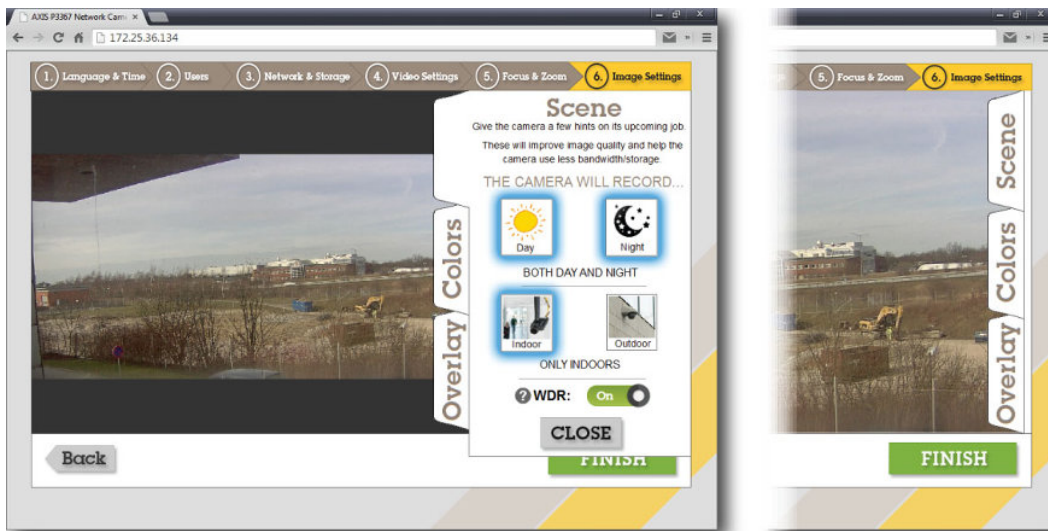 AXIS P3367 Network Cam
172.25.36.134
1. Language & Time 2. Users 3. Network & Storage 4. Video Settings 5. Focus & Zoom 6. Image Settings
Scene
Give the camera a few hints on its upcoming job.
These will improve image quality and help the
camera use less bandwidth/storage.
THE CAMERA WILL RECORD...
Day Night
BOTH DAY AND NIGHT
Indoor Outdoor
ONLY INDOORS
? WDR: On
CLOSE
Colors
Overlay
Back
FINISH
5. Focus & Zoom 6. Image Settings
Scene
Colors
Overlay
FINISH